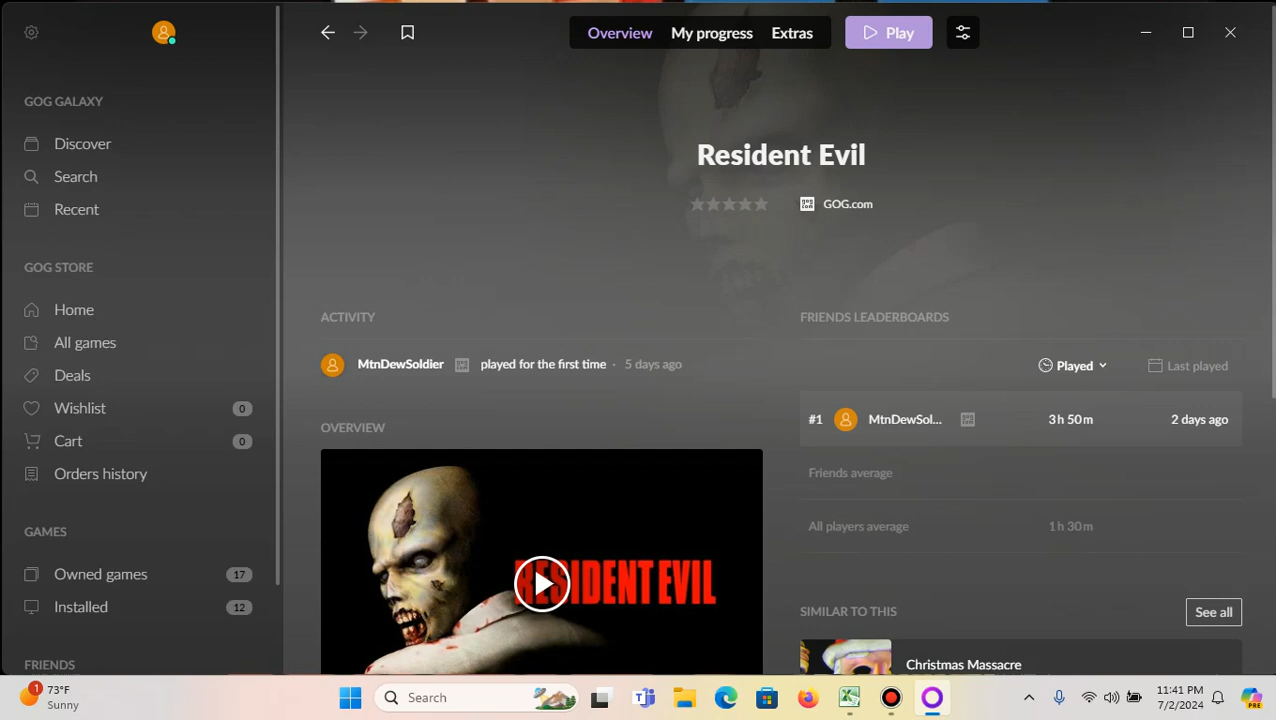 Overview My progress Extras Play
GOG GALAXY
Discover
Search
Recent
GOG STORE
Home
All games
Deals
Wishlist 0
Cart 0
Orders history
GAMES
Owned games 17
Installed 12
FRIENDS
Resident Evil
GOG.com
ACTIVITY
MtnDewSoldier played for the first time · 5 days ago
OVERVIEW
RESIDENT EVIL
FRIENDS LEADERBOARDS
Played Last played
#1 MtnDewSol... 3 h 50 m 2 days ago
Friends average
All players average 1 h 30 m
SIMILAR TO THIS See all
Christmas Massacre
1 73°F
Sunny
Search
11:41 PM
7/2/2024
PRE